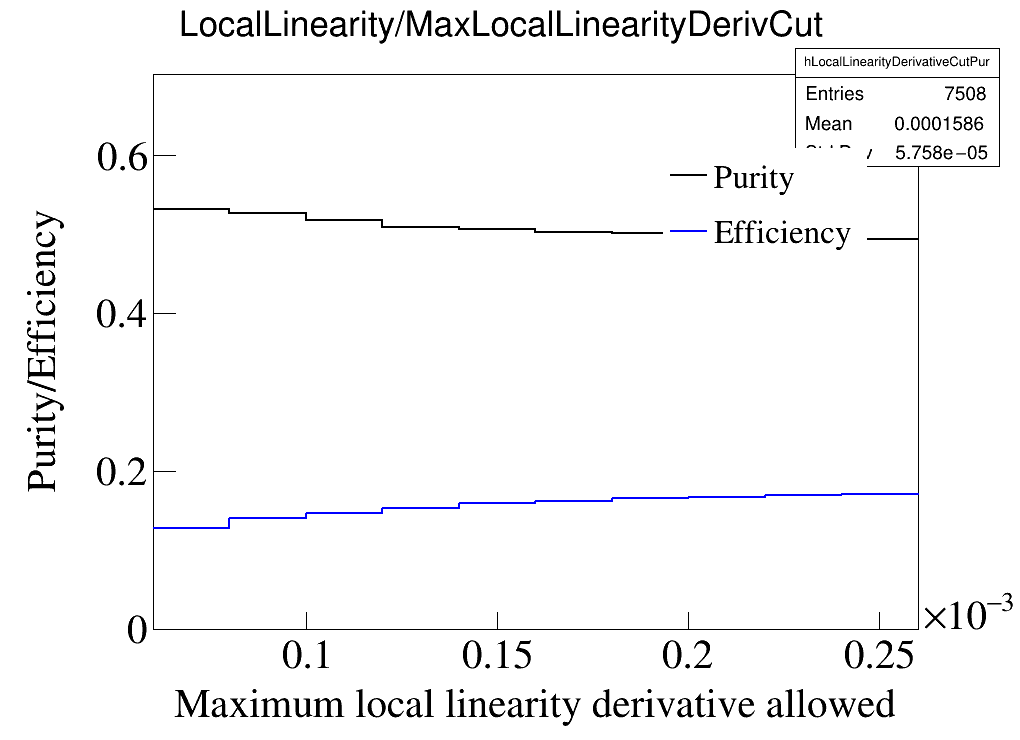 LocalLinearity/MaxLocalLinearityDerivCut
hLocalLinearityDerivativeCutPur
Entries 7508
Mean 0.0001586
5.758e−05
Purity
Efficiency
Purity/Efficiency
0.6
0.4
0.2
0
0.1 0.15 0.2 0.25
×10⁻³
Maximum local linearity derivative allowed